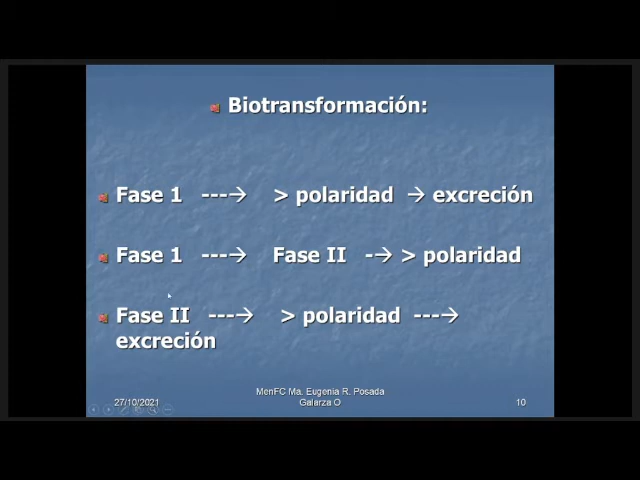 Biotransformación:
Fase 1 ---→ > polaridad → excreción
Fase 1 ---→ Fase II -→ > polaridad
Fase II ---→ > polaridad ---→
excreción
MenFC Ma. Eugenia R. Posada
27/10/2021 Galarza O 10